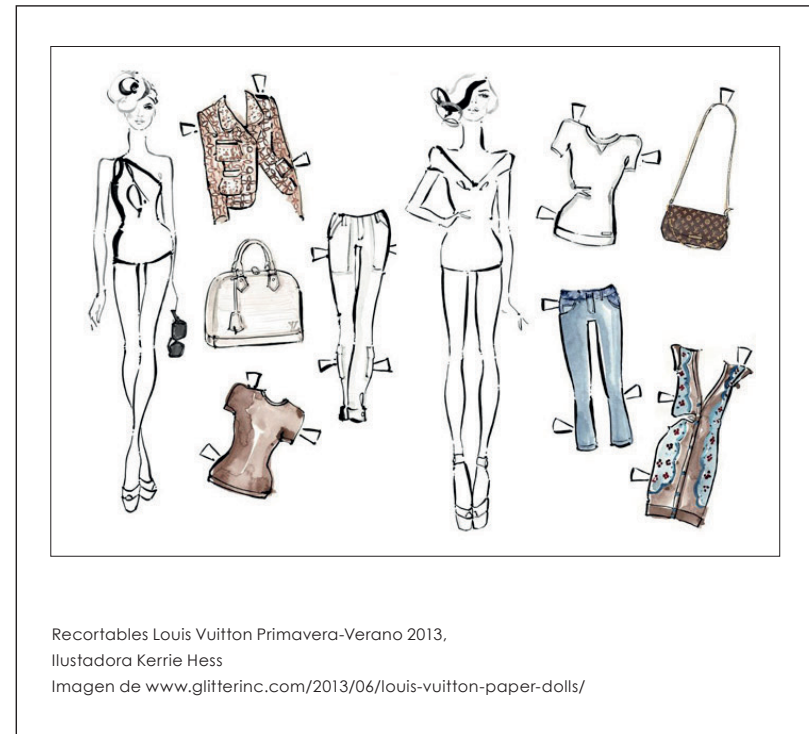 Recortables Louis Vuitton Primavera-Verano 2013,
Ilustadora Kerrie Hess
Imagen de www.glitterinc.com/2013/06/louis-vuitton-paper-dolls/